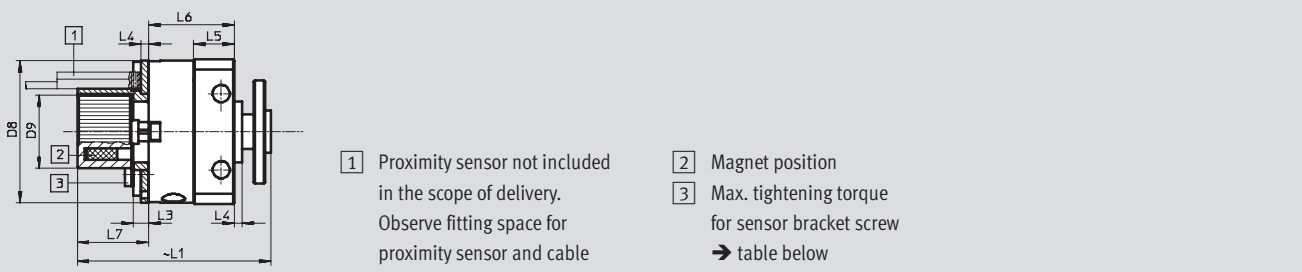 L6
L4
L5
1
D8
D9
2
3
L3
L4
L7
~L1
1 Proximity sensor not included
in the scope of delivery.
Observe fitting space for
proximity sensor and cable
2 Magnet position
3 Max. tightening torque
for sensor bracket screw
➔ table below